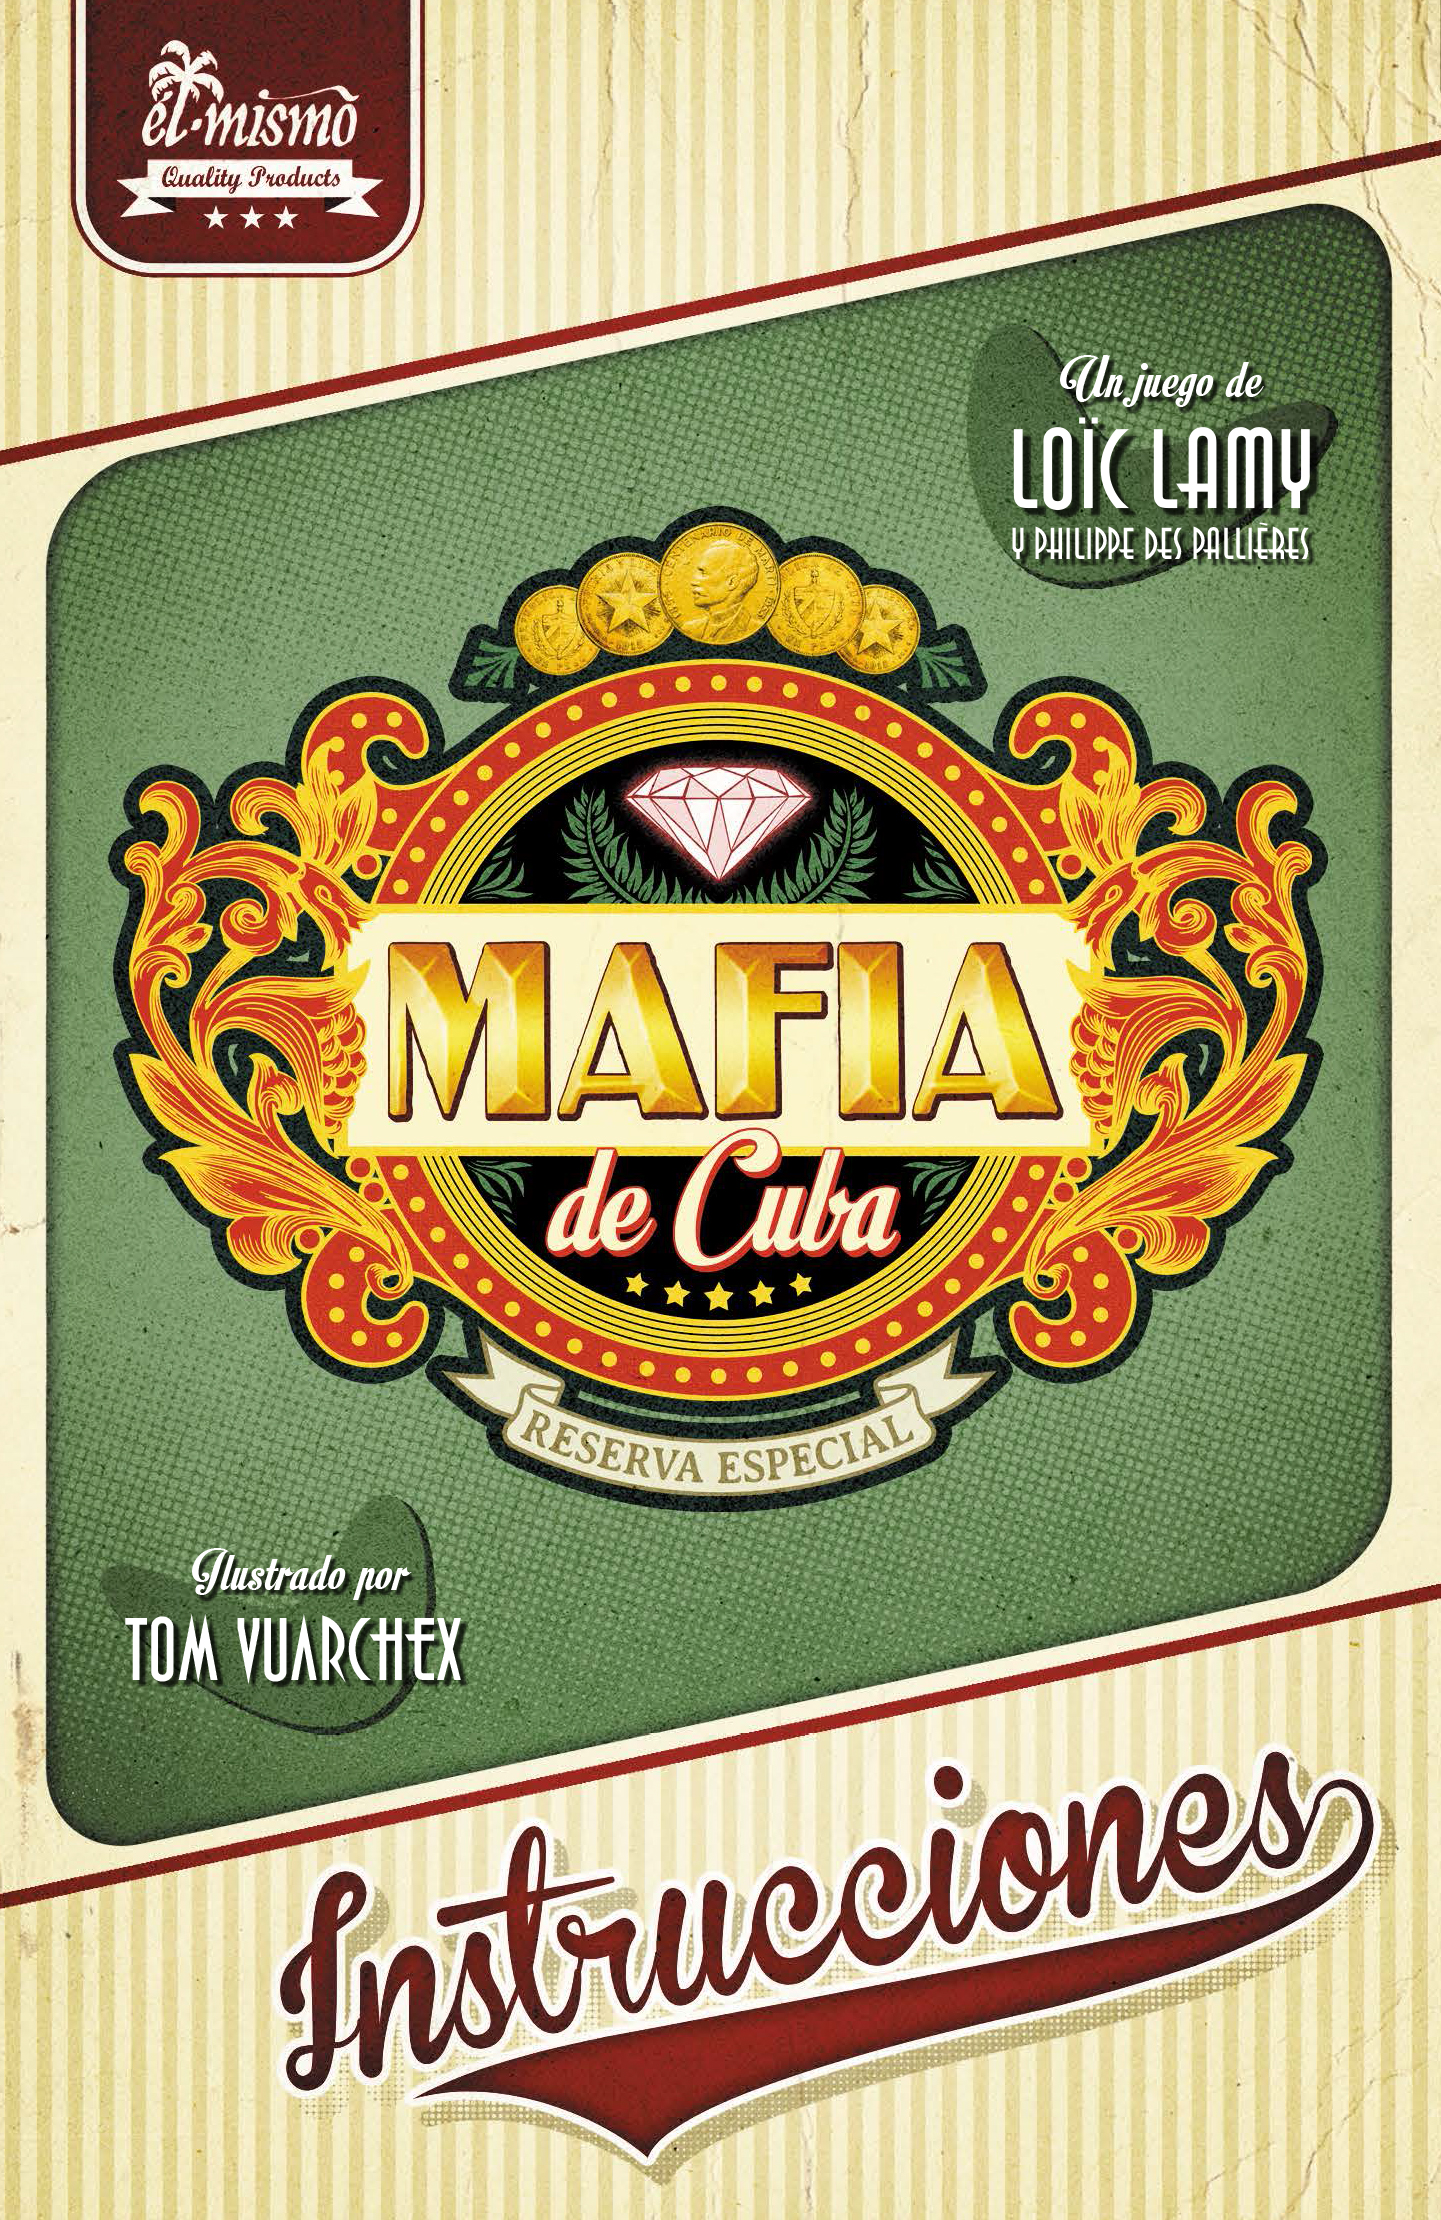 él·mismo
Quality Products
Un juego de
LOÏC LAMY
Y PHILIPPE DES PALLIÈRES
MAFIA
de Cuba
RESERVA ESPECIAL
Ilustrado por
TOM VUARCHEX
Instrucciones